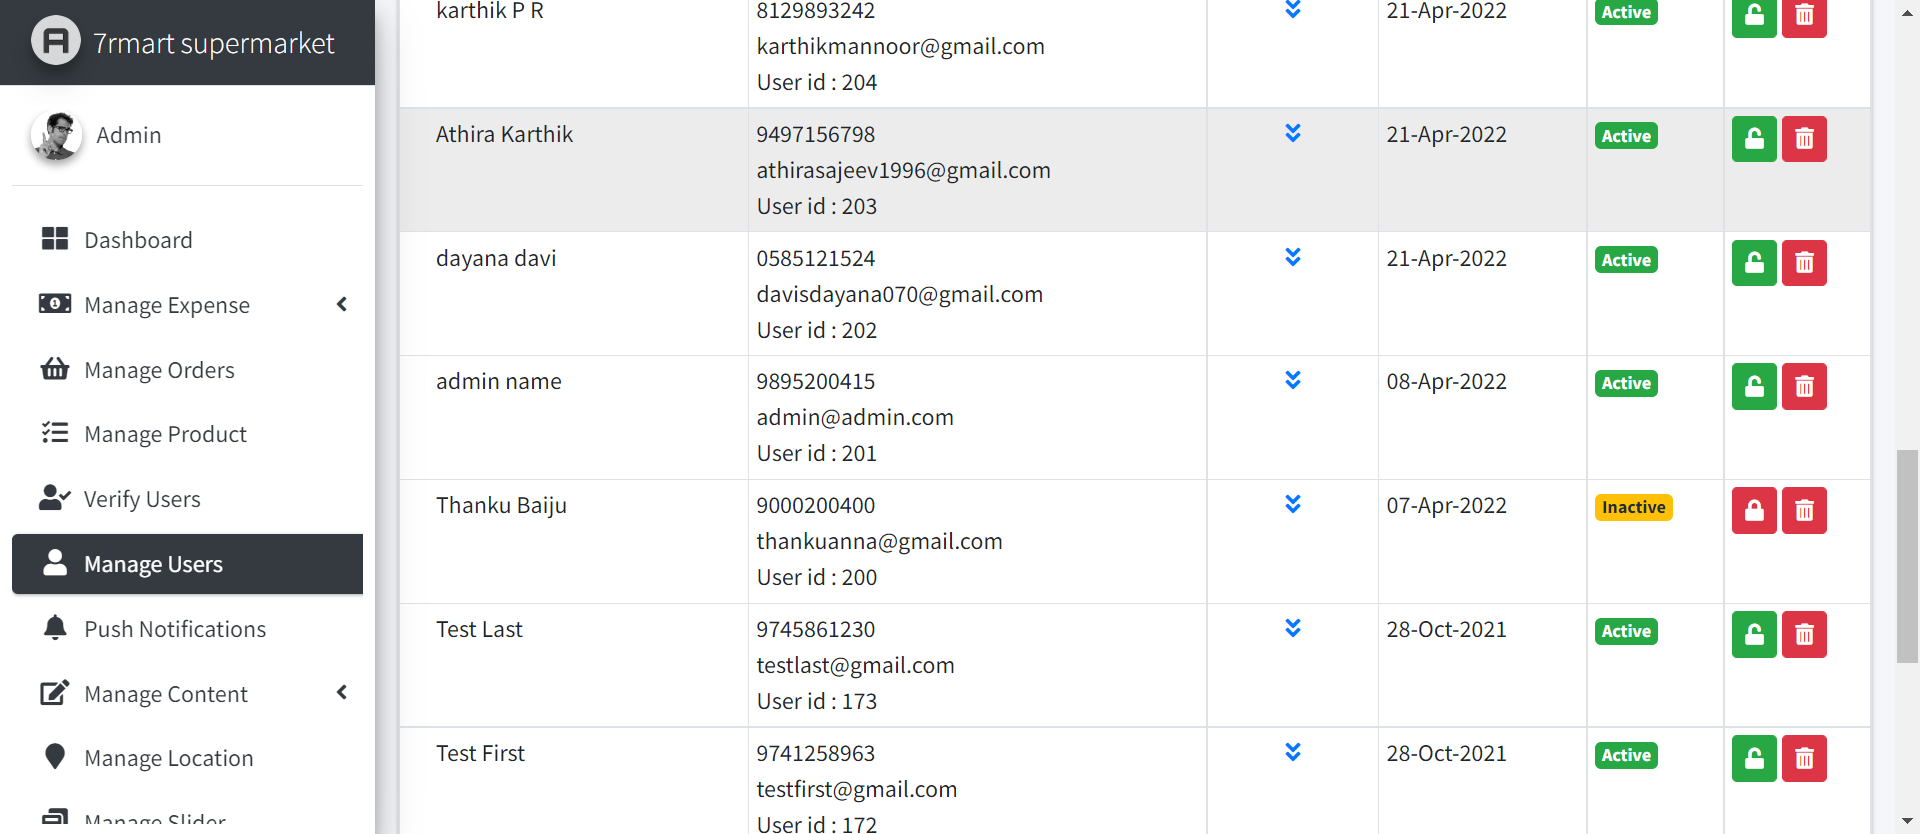 7rmart supermarket
Admin
Dashboard
Manage Expense
Manage Orders
Manage Product
Verify Users
Manage Users
Push Notifications
Manage Content
Manage Location
Manage Slider
karthik P R 8129893242 21-Apr-2022 Active
karthikmannoor@gmail.com
User id : 204
Athira Karthik 9497156798 21-Apr-2022 Active
athirasajeev1996@gmail.com
User id : 203
dayana davi 0585121524 21-Apr-2022 Active
davisdayana070@gmail.com
User id : 202
admin name 9895200415 08-Apr-2022 Active
admin@admin.com
User id : 201
Thanku Baiju 9000200400 07-Apr-2022 Inactive
thankuanna@gmail.com
User id : 200
Test Last 9745861230 28-Oct-2021 Active
testlast@gmail.com
User id : 173
Test First 9741258963 28-Oct-2021 Active
testfirst@gmail.com
User id : 172